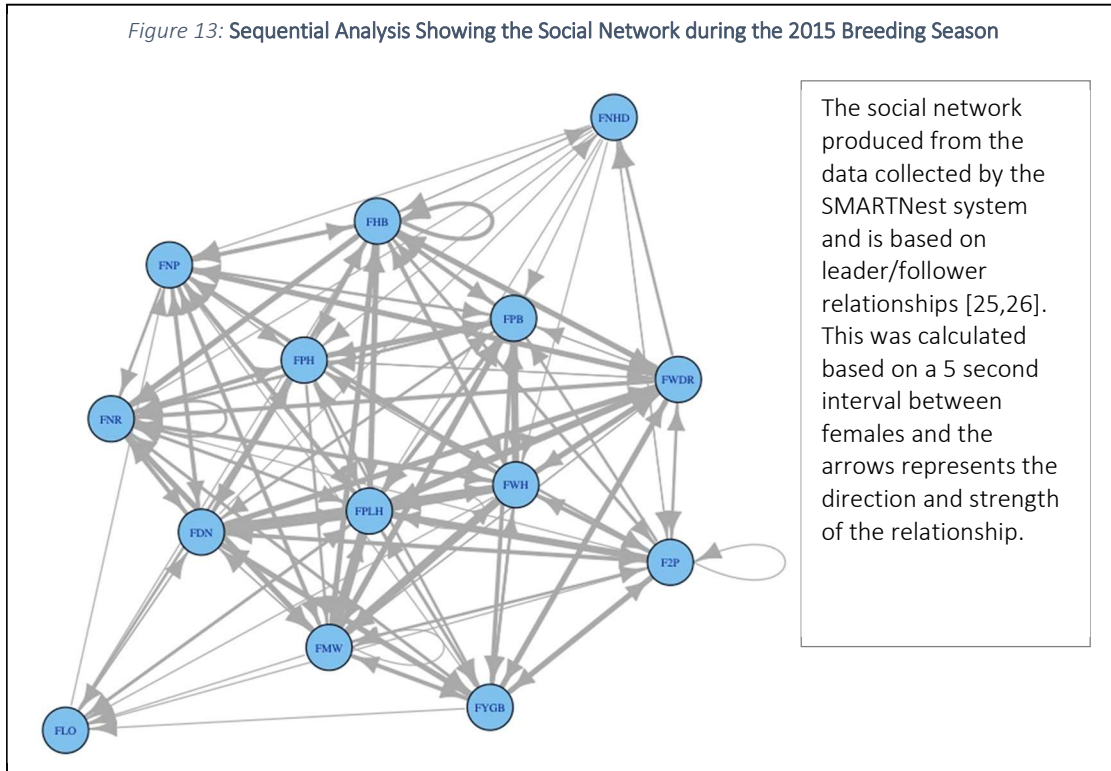 Figure 13: Sequential Analysis Showing the Social Network during the 2015 Breeding Season
FNHD
FHB
FNP
FPB
FPH
FWDR
FNR
FWH
FPLH
FDN
F2P
FMW
FYGB
FLO
The social network
produced from the
data collected by the
SMARTNest system
and is based on
leader/follower
relationships [25,26].
This was calculated
based on a 5 second
interval between
females and the
arrows represents the
direction and strength
of the relationship.